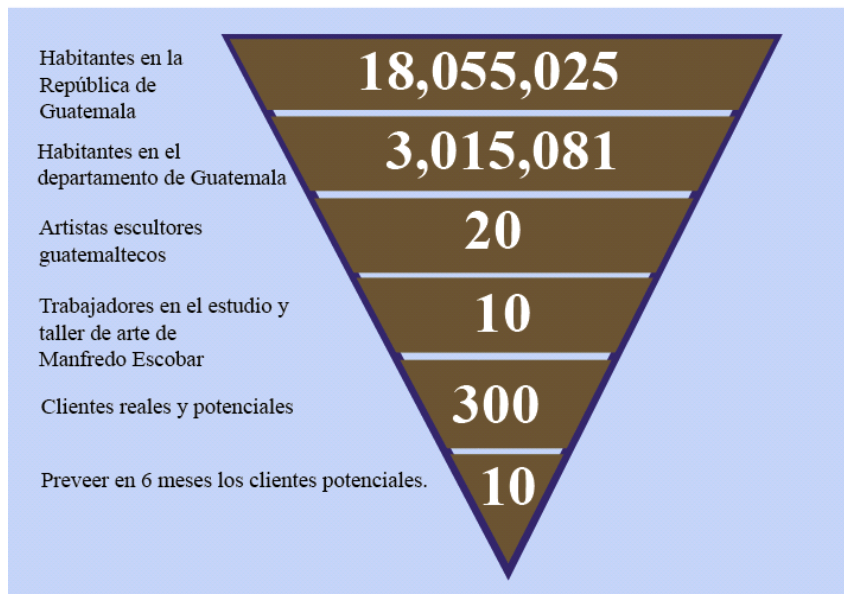 Habitantes en la
República de
Guatemala
18,055,025
Habitantes en el
departamento de Guatemala
3,015,081
Artistas escultores
guatemaltecos
20
Trabajadores en el estudio y
taller de arte de
Manfredo Escobar
10
Clientes reales y potenciales
300
Preveer en 6 meses los clientes potenciales.
10